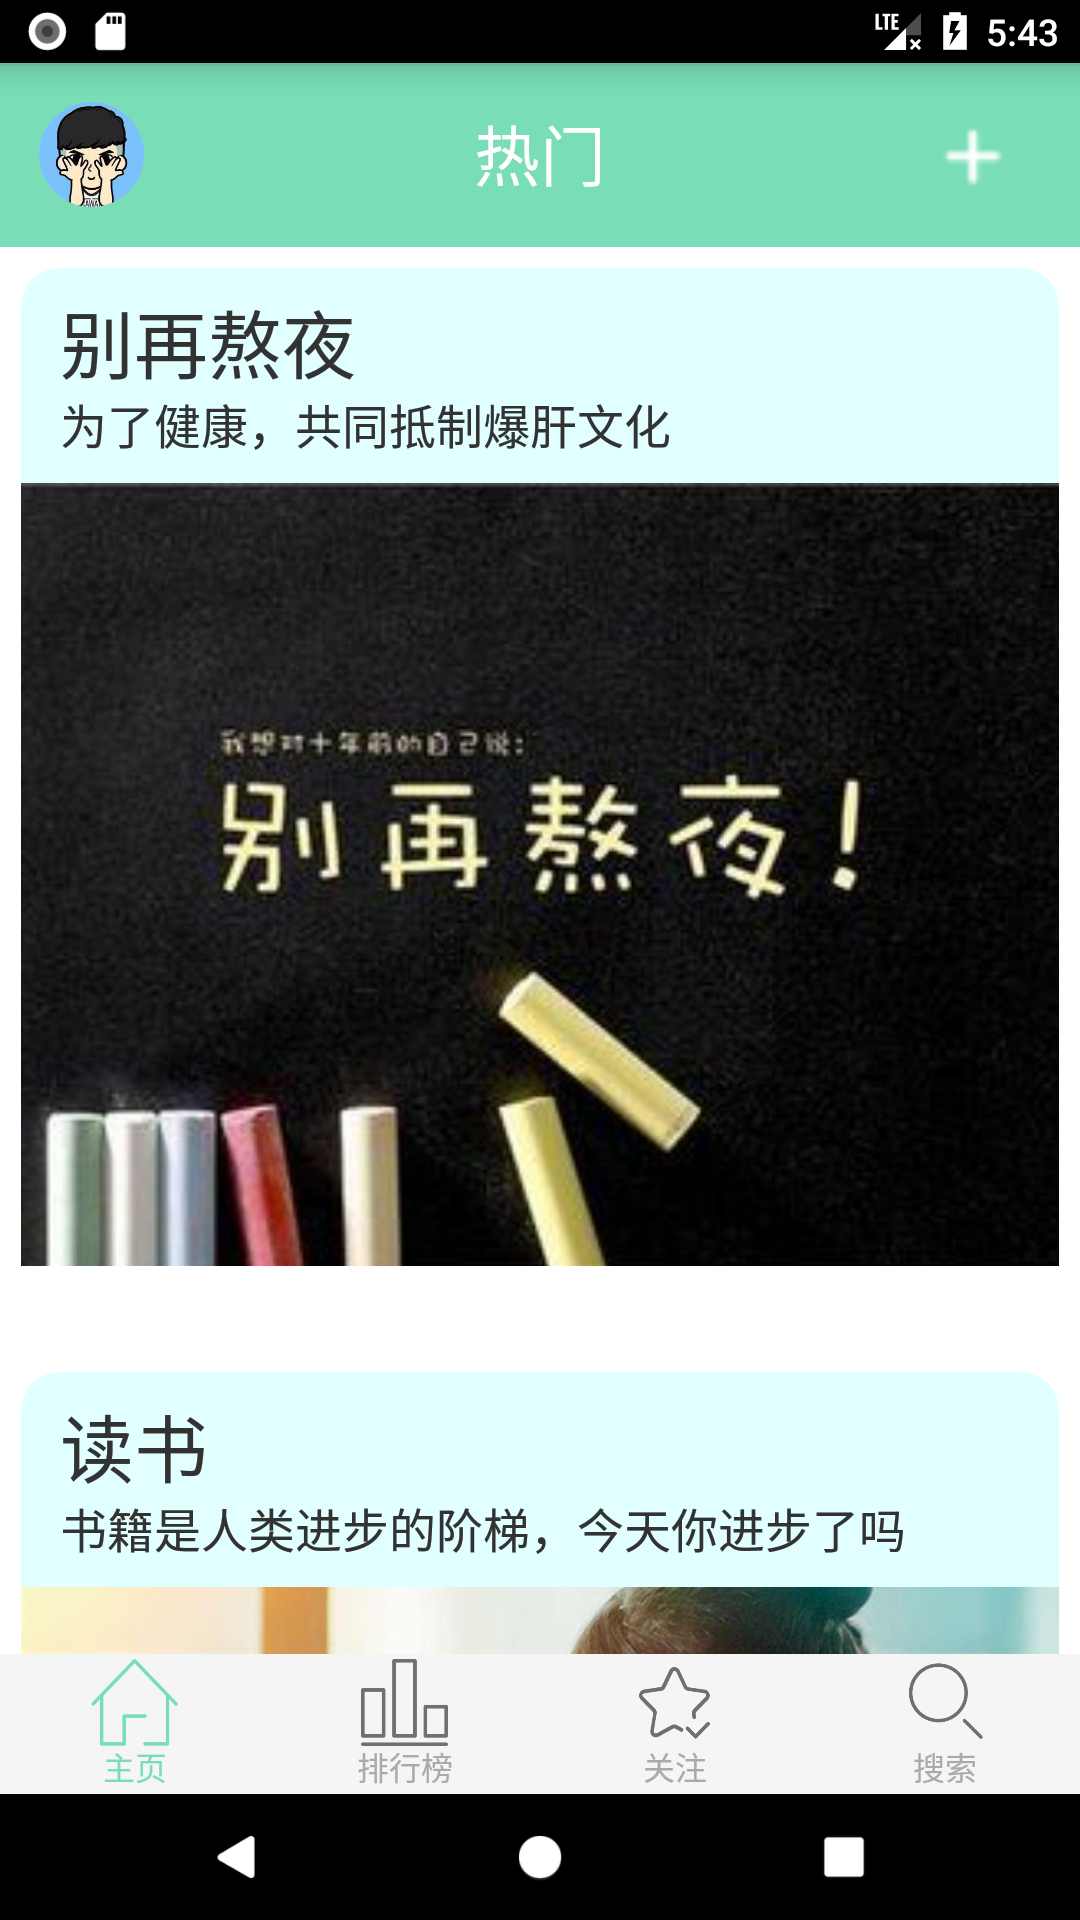 LTE 5:43
热门
别再熬夜
为了健康，共同抵制爆肝文化
我想对十年前的自己说：
别再熬夜！
读书
书籍是人类进步的阶梯，今天你进步了吗
主页 排行榜 关注 搜索